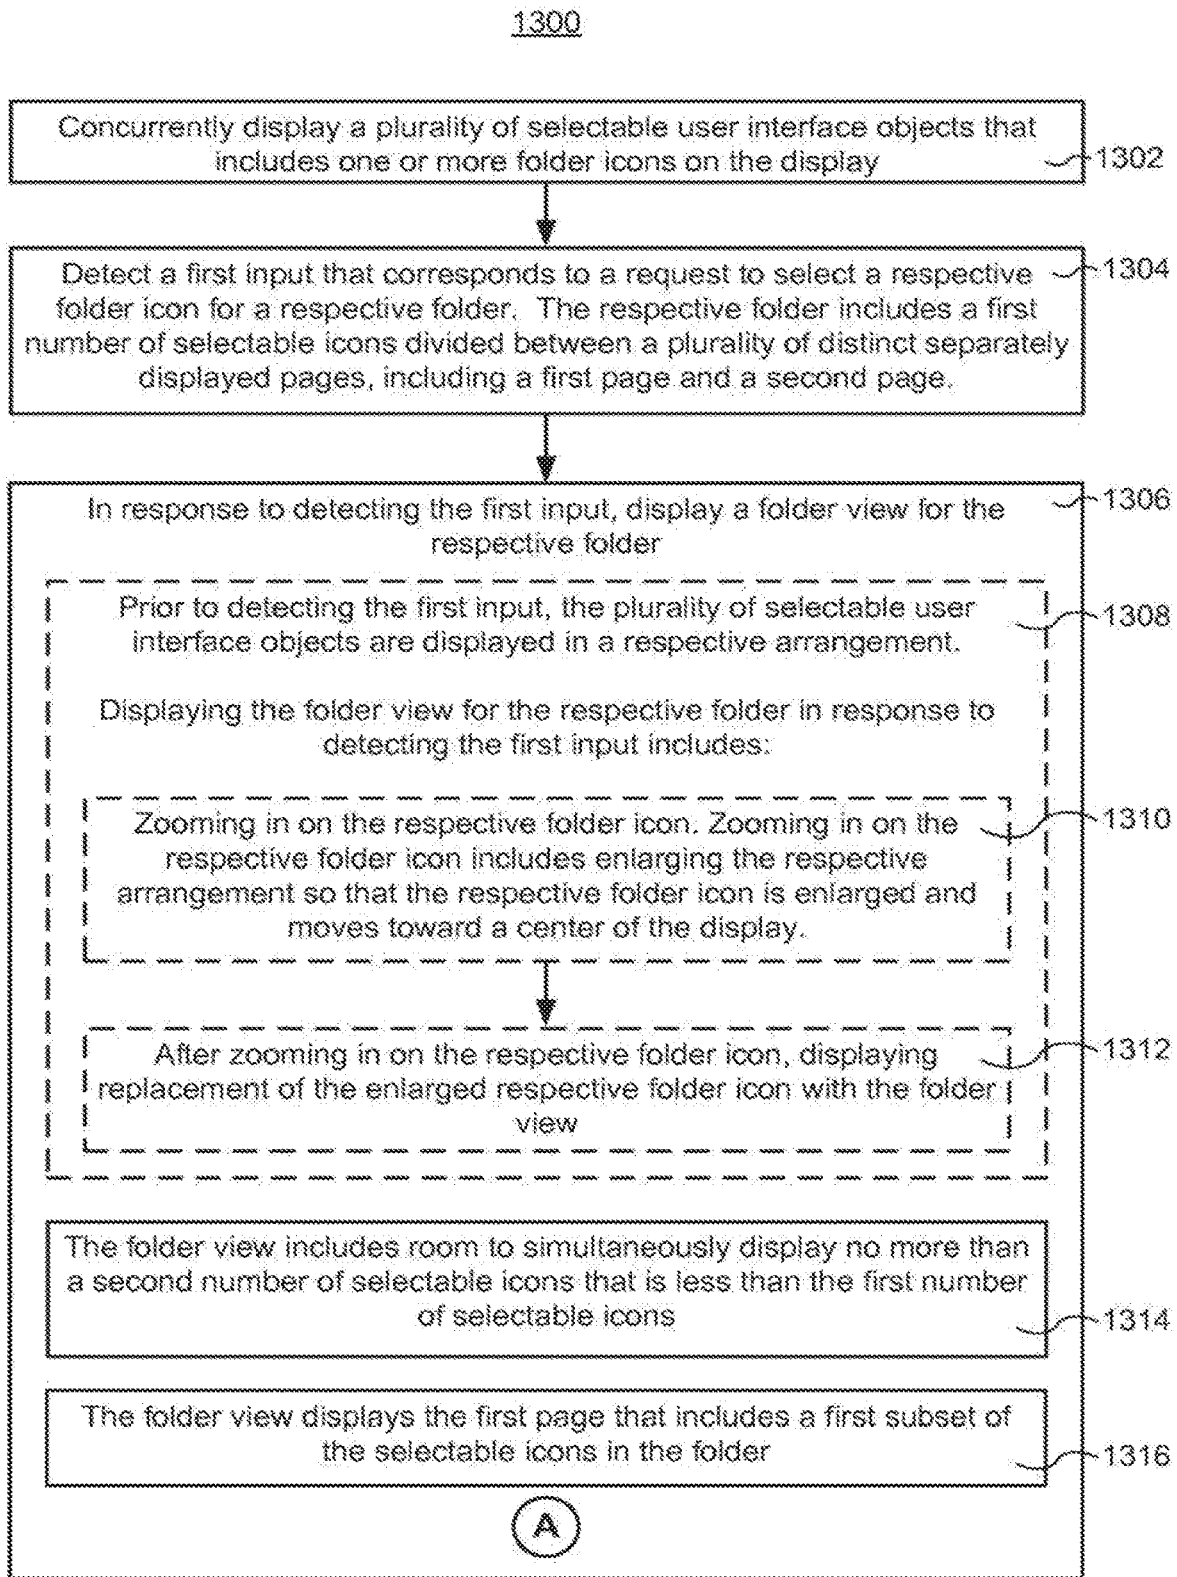 1300
Concurrently display a plurality of selectable user interface objects that
includes one or more folder icons on the display
1302
Detect a first input that corresponds to a request to select a respective
1304
folder icon for a respective folder. The respective folder includes a first
number of selectable icons divided between a plurality of distinct separately
displayed pages, including a first page and a second page.
1306
In response to detecting the first input, display a folder view for the
respective folder
Prior to detecting the first input, the plurality of selectable user
1308
interface objects are displayed in a respective arrangement.
Displaying the folder view for the respective folder in response to
detecting the first input includes:
Zooming in on the respective folder icon. Zooming in on the
1310
respective folder icon includes enlarging the respective
arrangement so that the respective folder icon is enlarged and
moves toward a center of the display.
After zooming in on the respective folder icon, displaying
1312
replacement of the enlarged respective folder icon with the folder
view
The folder view includes room to simultaneously display no more than
a second number of selectable icons that is less than the first number
of selectable icons
1314
The folder view displays the first page that includes a first subset of
the selectable icons in the folder
1316
A